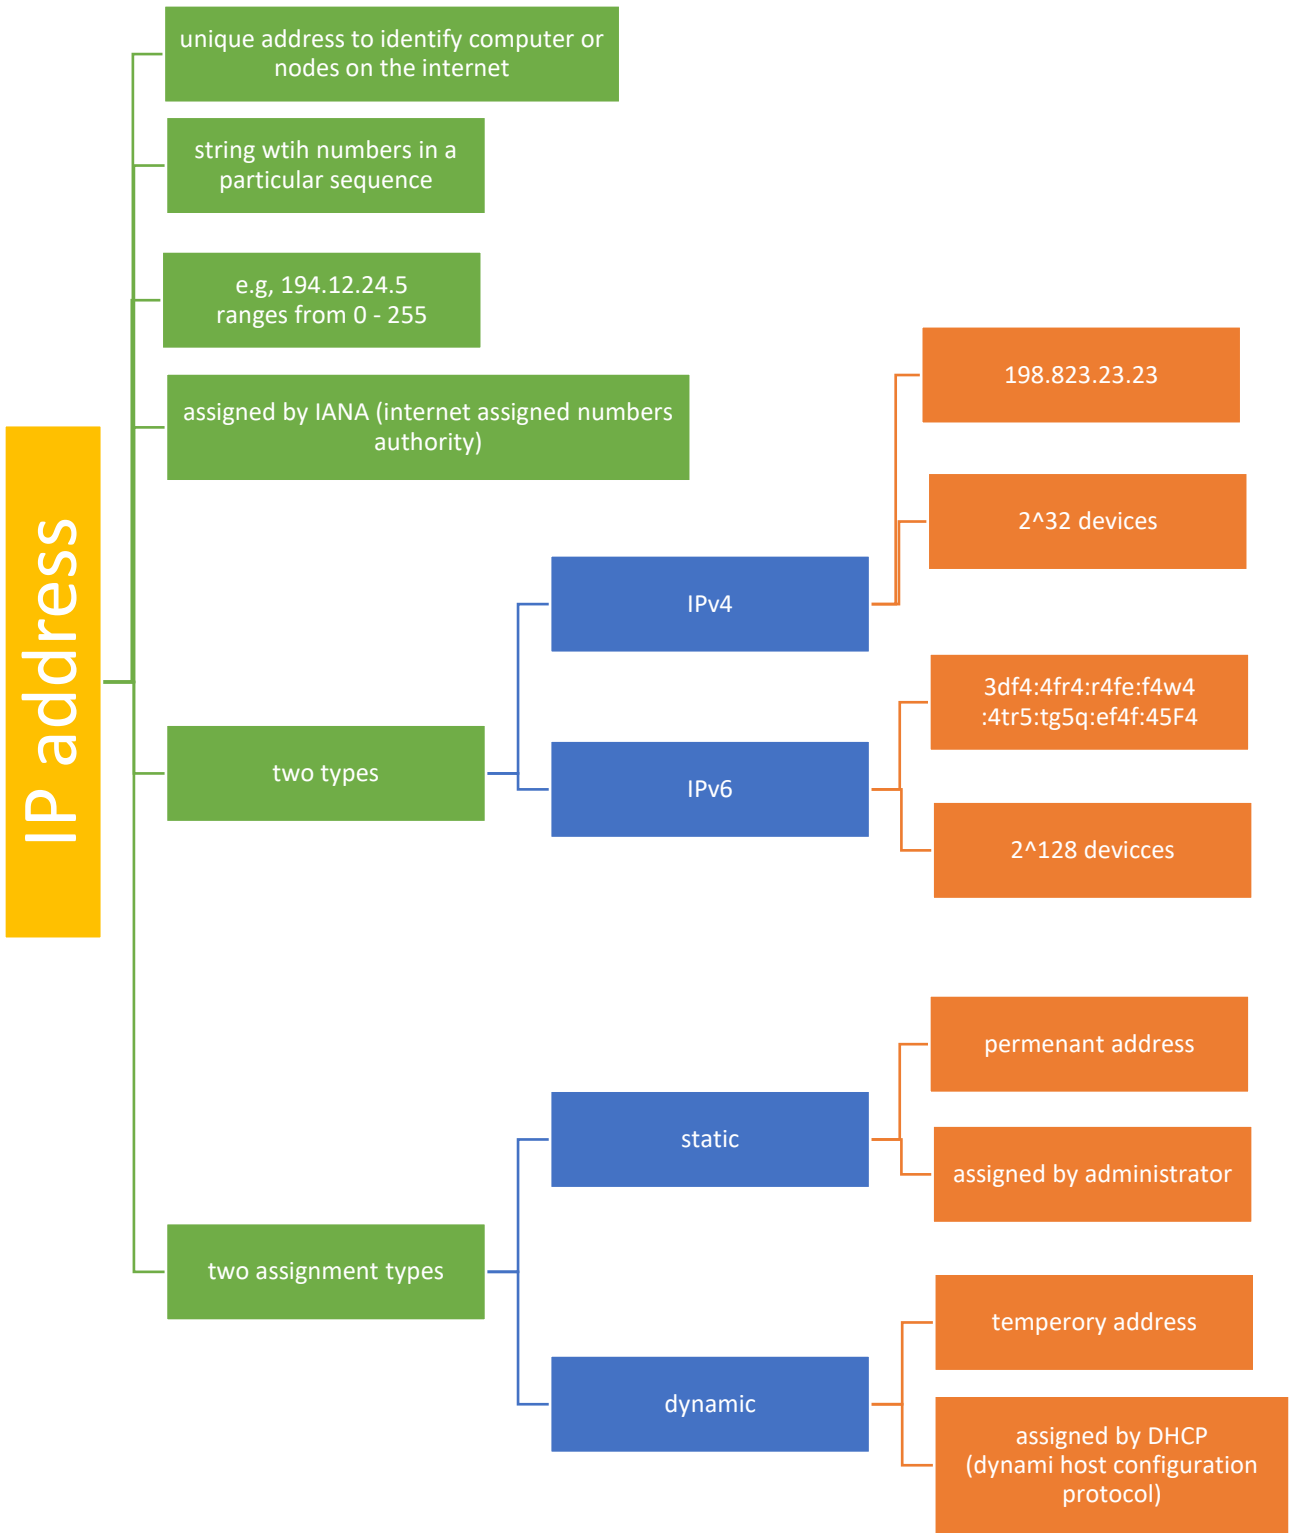 IP address
unique address to identify computer or
nodes on the internet
string wtih numbers in a
particular sequence
e.g, 194.12.24.5
ranges from 0 - 255
assigned by IANA (internet assigned numbers
authority)
two types
IPv4
198.823.23.23
2^32 devices
IPv6
3df4:4fr4:r4fe:f4w4
:4tr5:tg5q:ef4f:45F4
2^128 devicces
two assignment types
static
permenant address
assigned by administrator
dynamic
temperory address
assigned by DHCP
(dynami host configuration
protocol)